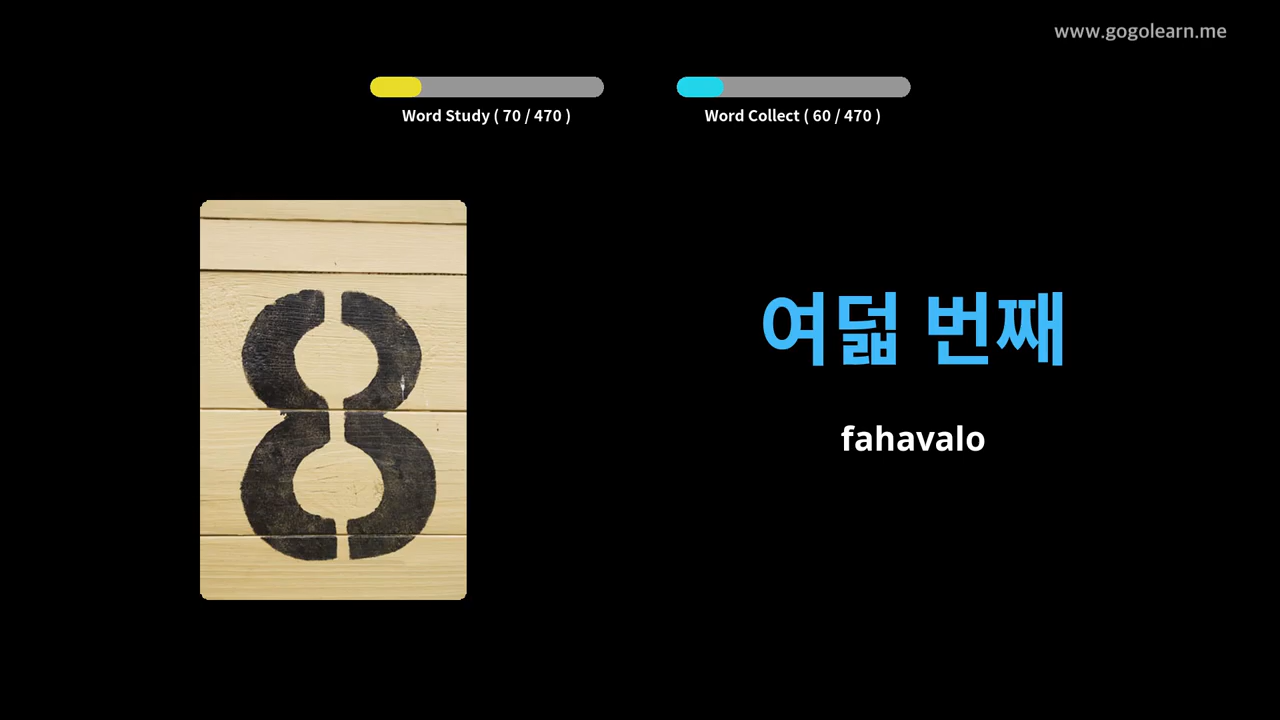 www.gogolearn.me
Word Study ( 70 / 470 )
Word Collect ( 60 / 470 )
8
여덟 번째
fahavalo